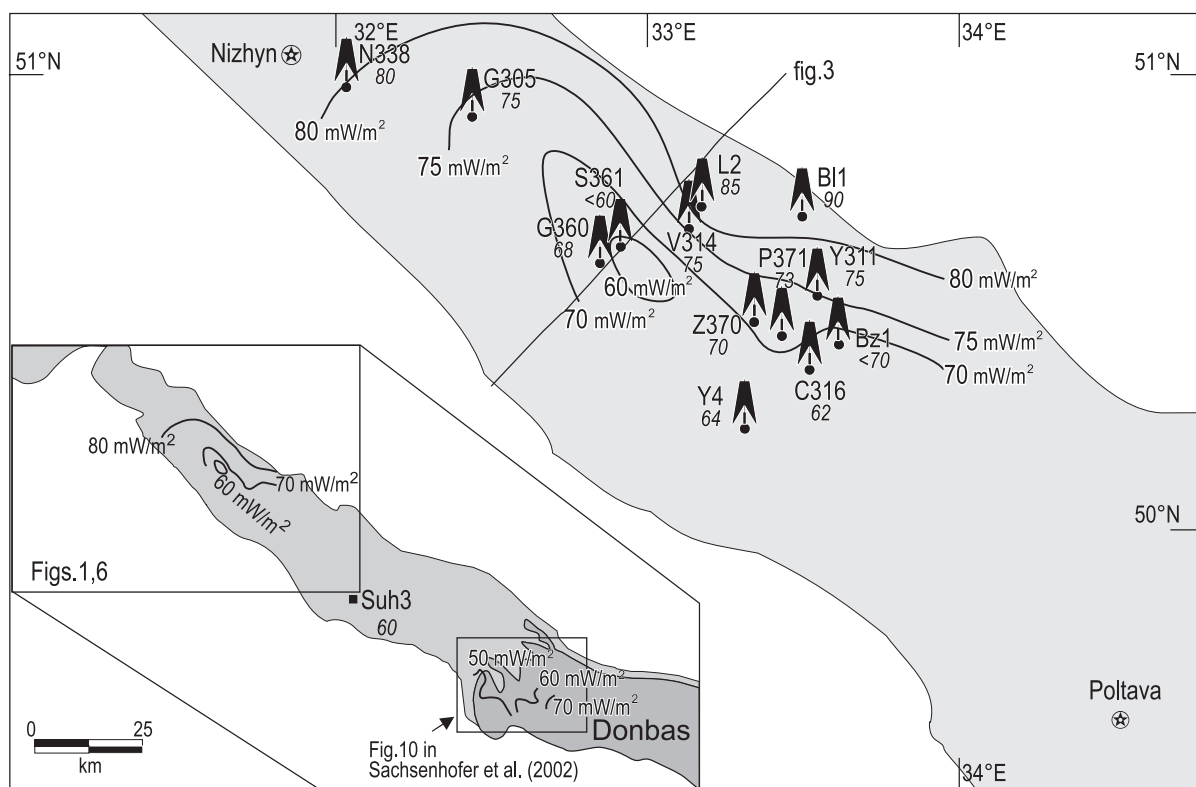 32°E
33°E
34°E
51°N
51°N
Nizhyn
N338
80
G305
75
fig.3
80 mW/m²
75 mW/m²
S361
<60
L2
85
Bl1
90
G360
68
V314
75
P371
73
Y311
75
60 mW/m²
70 mW/m²
80 mW/m²
Z370
70
Bz1
<70
75 mW/m²
70 mW/m²
C316
62
Y4
64
50°N
80 mW/m²
70 mW/m²
60 mW/m²
Figs.1,6
Suh3
60
50 mW/m²
60 mW/m²
70 mW/m²
Donbas
Poltava
0 25
km
Fig.10 in
Sachsenhofer et al. (2002)
34°E